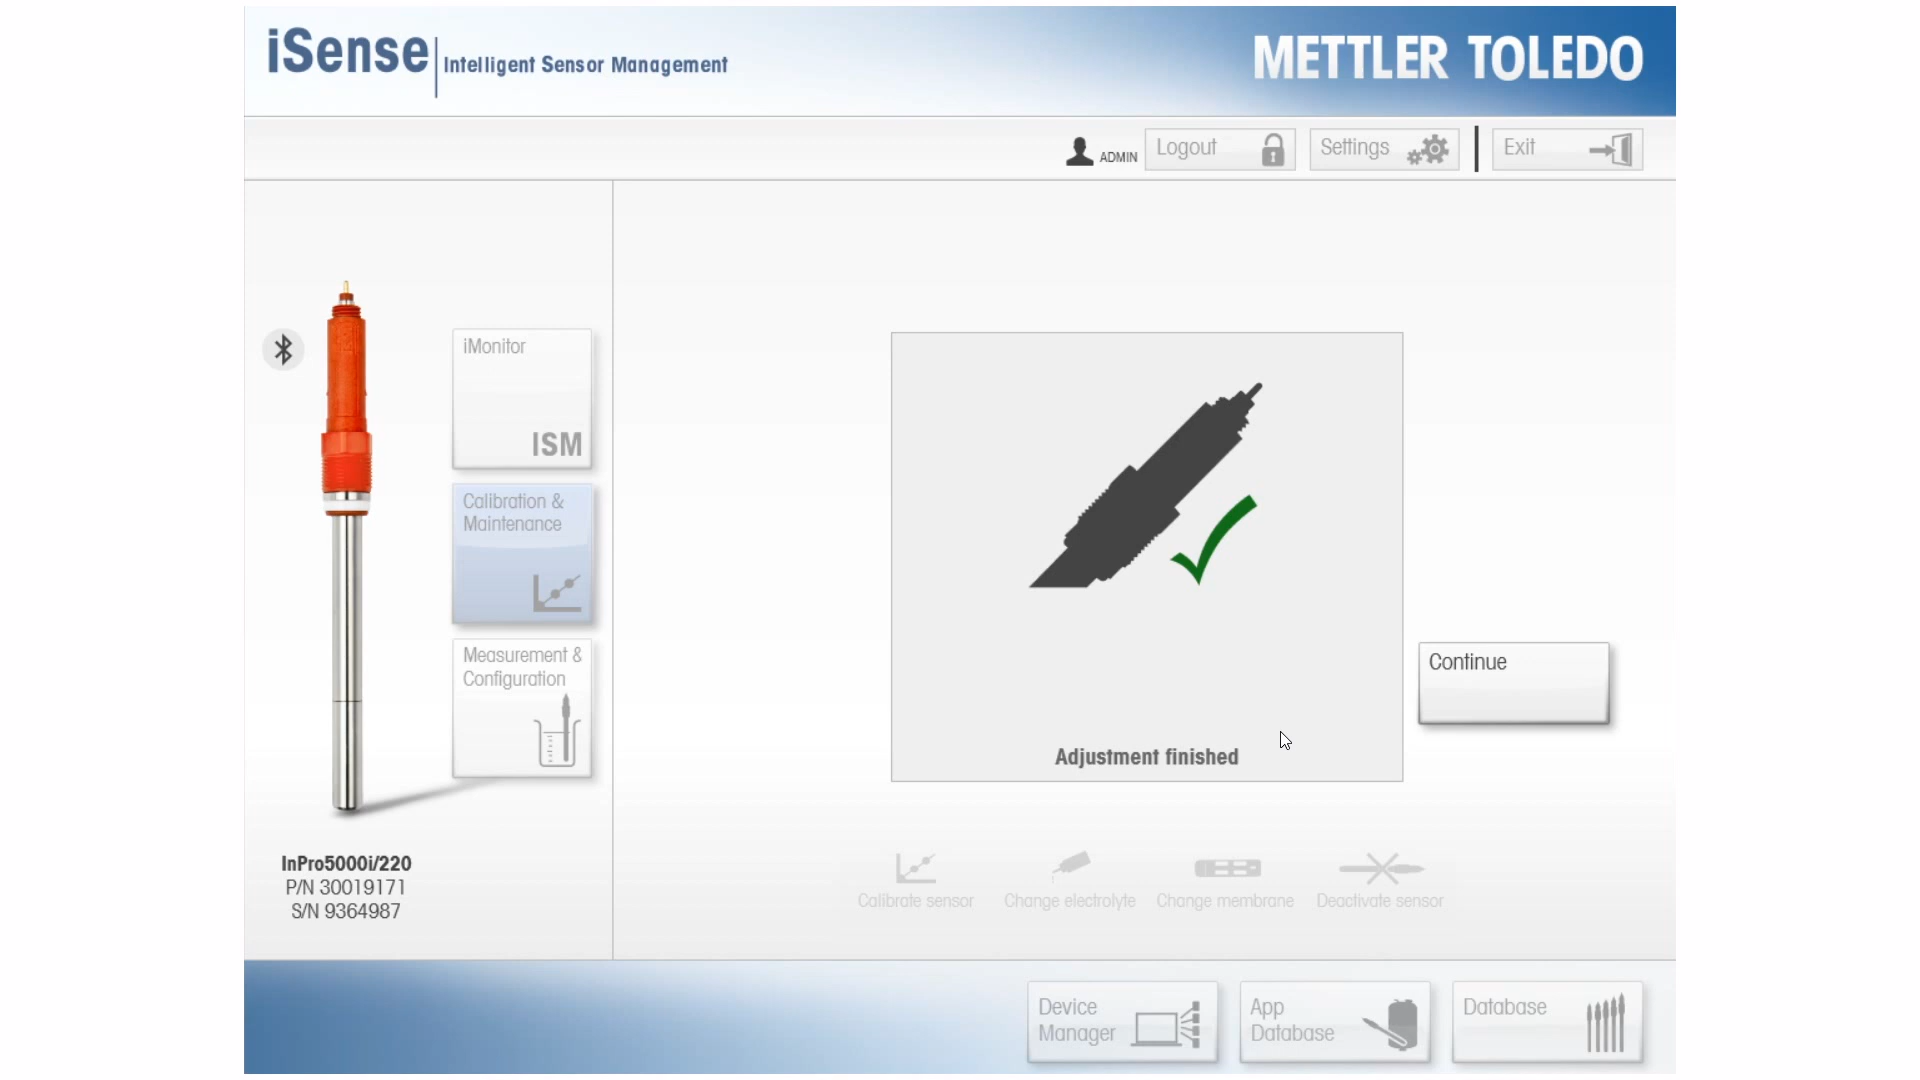 iSense
Intelligent Sensor Management
METTLER TOLEDO
ADMIN
Logout
Settings
Exit
iMonitor
ISM
Calibration &
Maintenance
Measurement &
Configuration
Continue
Adjustment finished
InPro5000i/220
P/N 30019171
S/N 9364987
Calibrate sensor
Change electrolyte
Change membrane
Deactivate sensor
Device
Manager
App
Database
Database